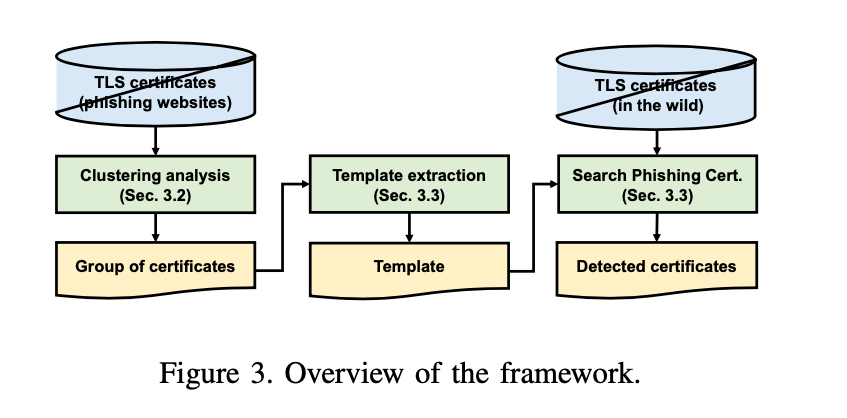 TLS certificates
(phishing websites)
Clustering analysis
(Sec. 3.2)
Group of certificates
Template extraction
(Sec. 3.3)
Template
TLS certificates
(in the wild)
Search Phishing Cert.
(Sec. 3.3)
Detected certificates
Figure 3. Overview of the framework.